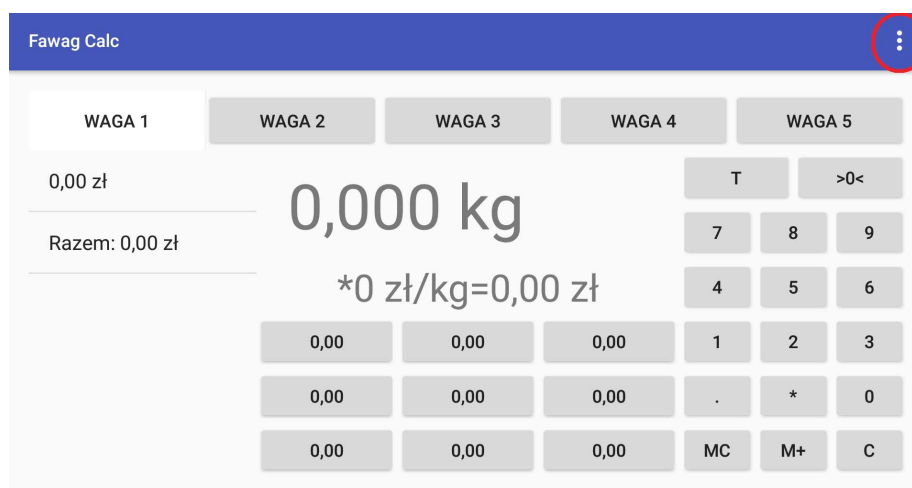 Fawag Calc
WAGA 1 WAGA 2 WAGA 3 WAGA 4 WAGA 5
0,00 zł 0,000 kg T >0<
Razem: 0,00 zł 7 8 9
*0 zł/kg=0,00 zł 4 5 6
0,00 0,00 0,00 1 2 3
0,00 0,00 0,00 . * 0
0,00 0,00 0,00 MC M+ C